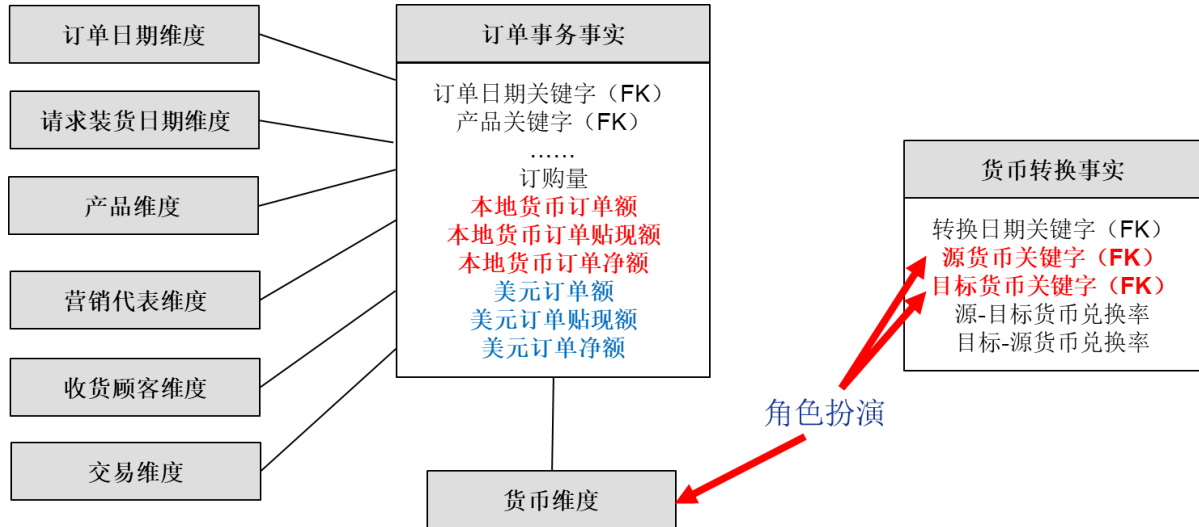 订单日期维度
请求装货日期维度
产品维度
营销代表维度
收货顾客维度
交易维度
订单事务事实
订单日期关键字（FK）
产品关键字（FK）
……
订购量
本地货币订单额
本地货币订单贴现额
本地货币订单净额
美元订单额
美元订单贴现额
美元订单净额
货币维度
角色扮演
货币转换事实
转换日期关键字（FK）
源货币关键字（FK）
目标货币关键字（FK）
源-目标货币兑换率
目标-源货币兑换率